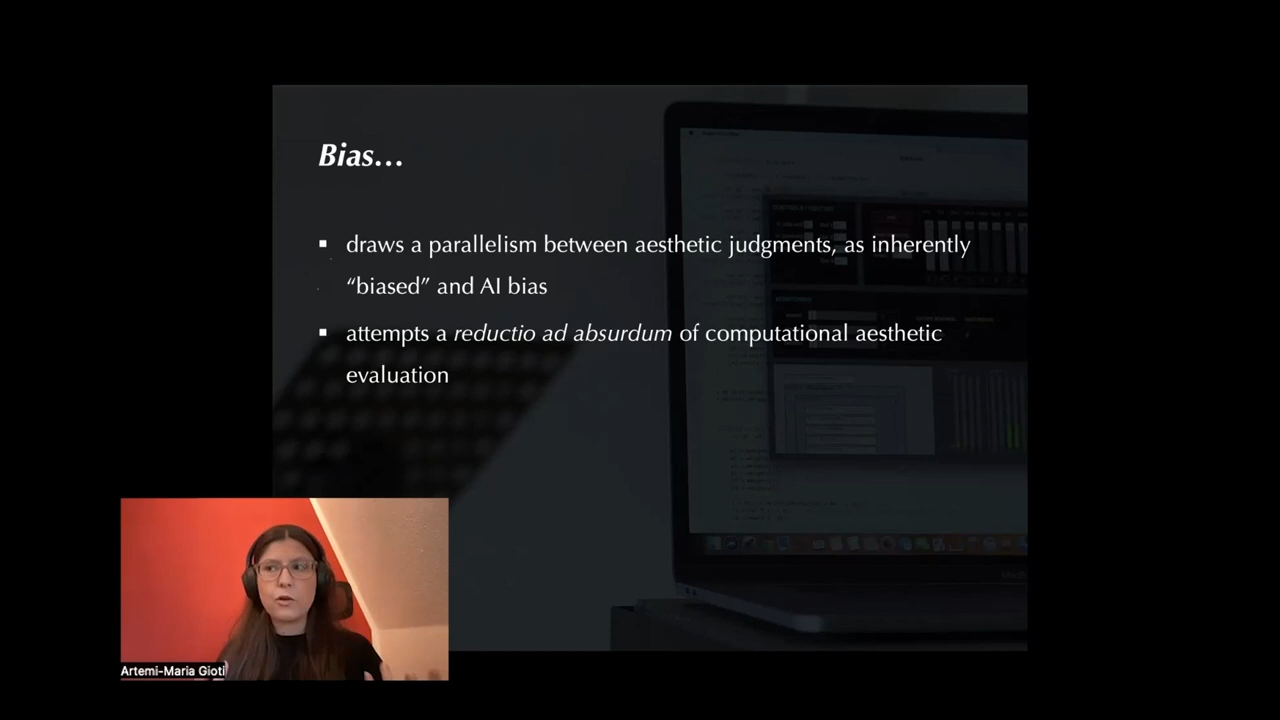 Bias…
▪ draws a parallelism between aesthetic judgments, as inherently
“biased” and AI bias
▪ attempts a reductio ad absurdum of computational aesthetic
evaluation
Artemi-Maria Gioti